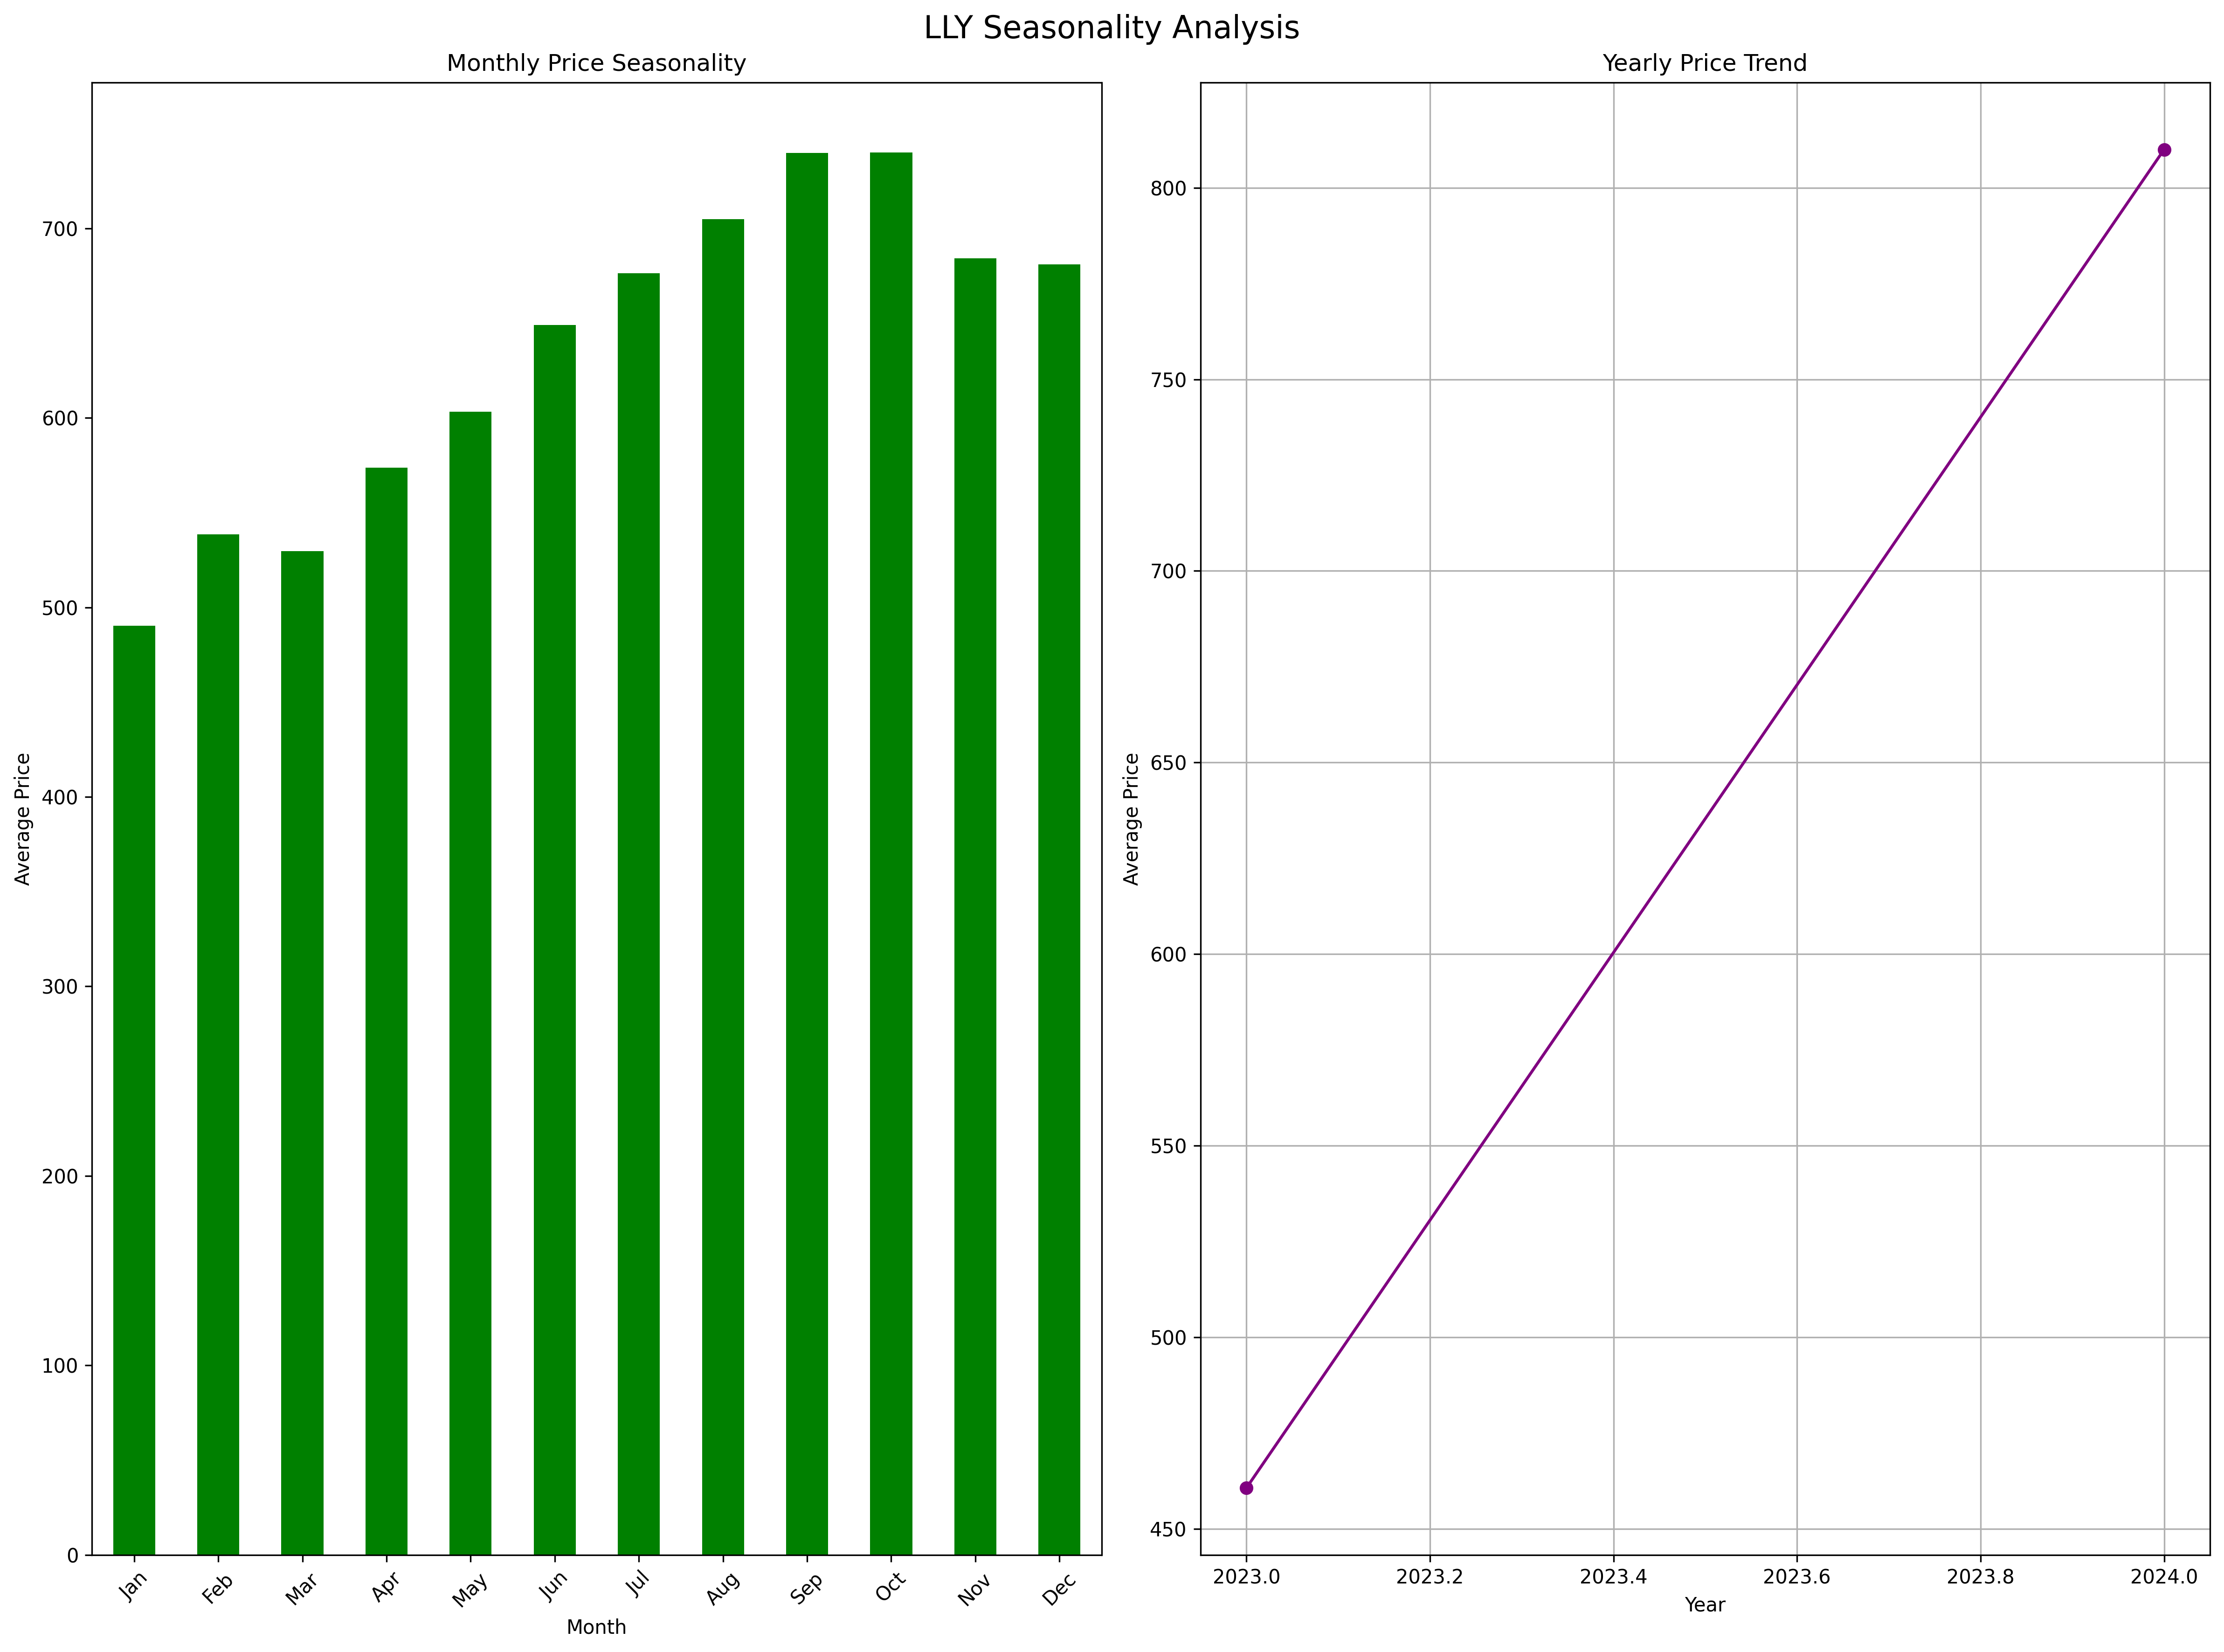 LLY Seasonality Analysis
Monthly Price Seasonality
Average Price
700
600
500
400
300
200
100
0
Jan Feb Mar Apr May Jun Jul Aug Sep Oct Nov Dec
Month
Yearly Price Trend
Average Price
800
750
700
650
600
550
500
450
2023.0 2023.2 2023.4 2023.6 2023.8 2024.0
Year